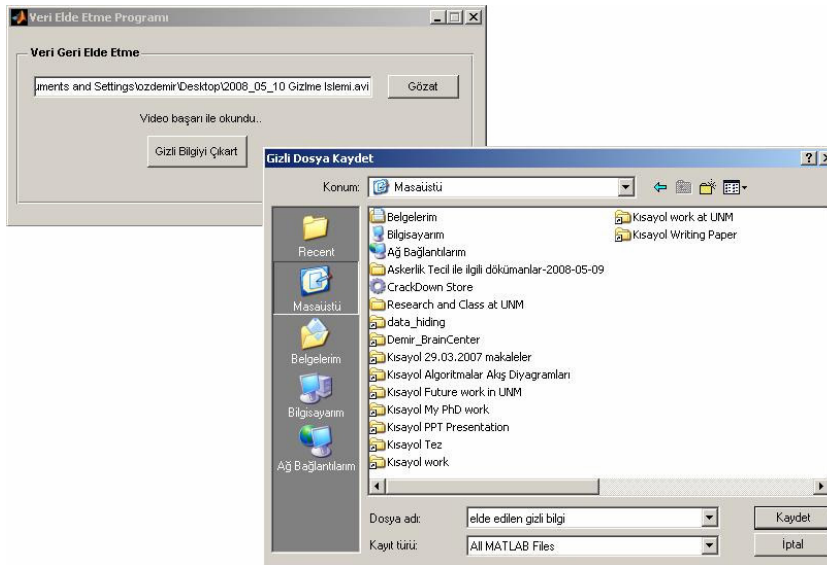 Veri Elde Etme Programı
Veri Geri Elde Etme
uments and Settings\ozdemir\Desktop\2008_05_10 Gizlme Islemi.avi
Gözat
Video başarı ile okundu..
Gizli Bilgiyi Çıkart
Gizli Dosya Kaydet
Konum:
Masaüstü
Recent
Masaüstü
Belgelerim
Bilgisayarım
Ağ Bağlantılarım
Belgelerim
Bilgisayarım
Ağ Bağlantılarım
Askerlik Tecil ile ilgili dökümanlar-2008-05-09
CrackDown Store
Research and Class at UNM
data_hiding
Demir_BrainCenter
Kısayol 29.03.2007 makaleler
Kısayol Algoritmalar Akış Diyagramları
Kısayol Future work in UNM
Kısayol My PhD work
Kısayol PPT Presentation
Kısayol Tez
Kısayol work
Kısayol work at UNM
Kısayol Writing Paper
Dosya adı:
elde edilen gizli bilgi
Kaydet
Kayıt türü:
All MATLAB Files
İptal